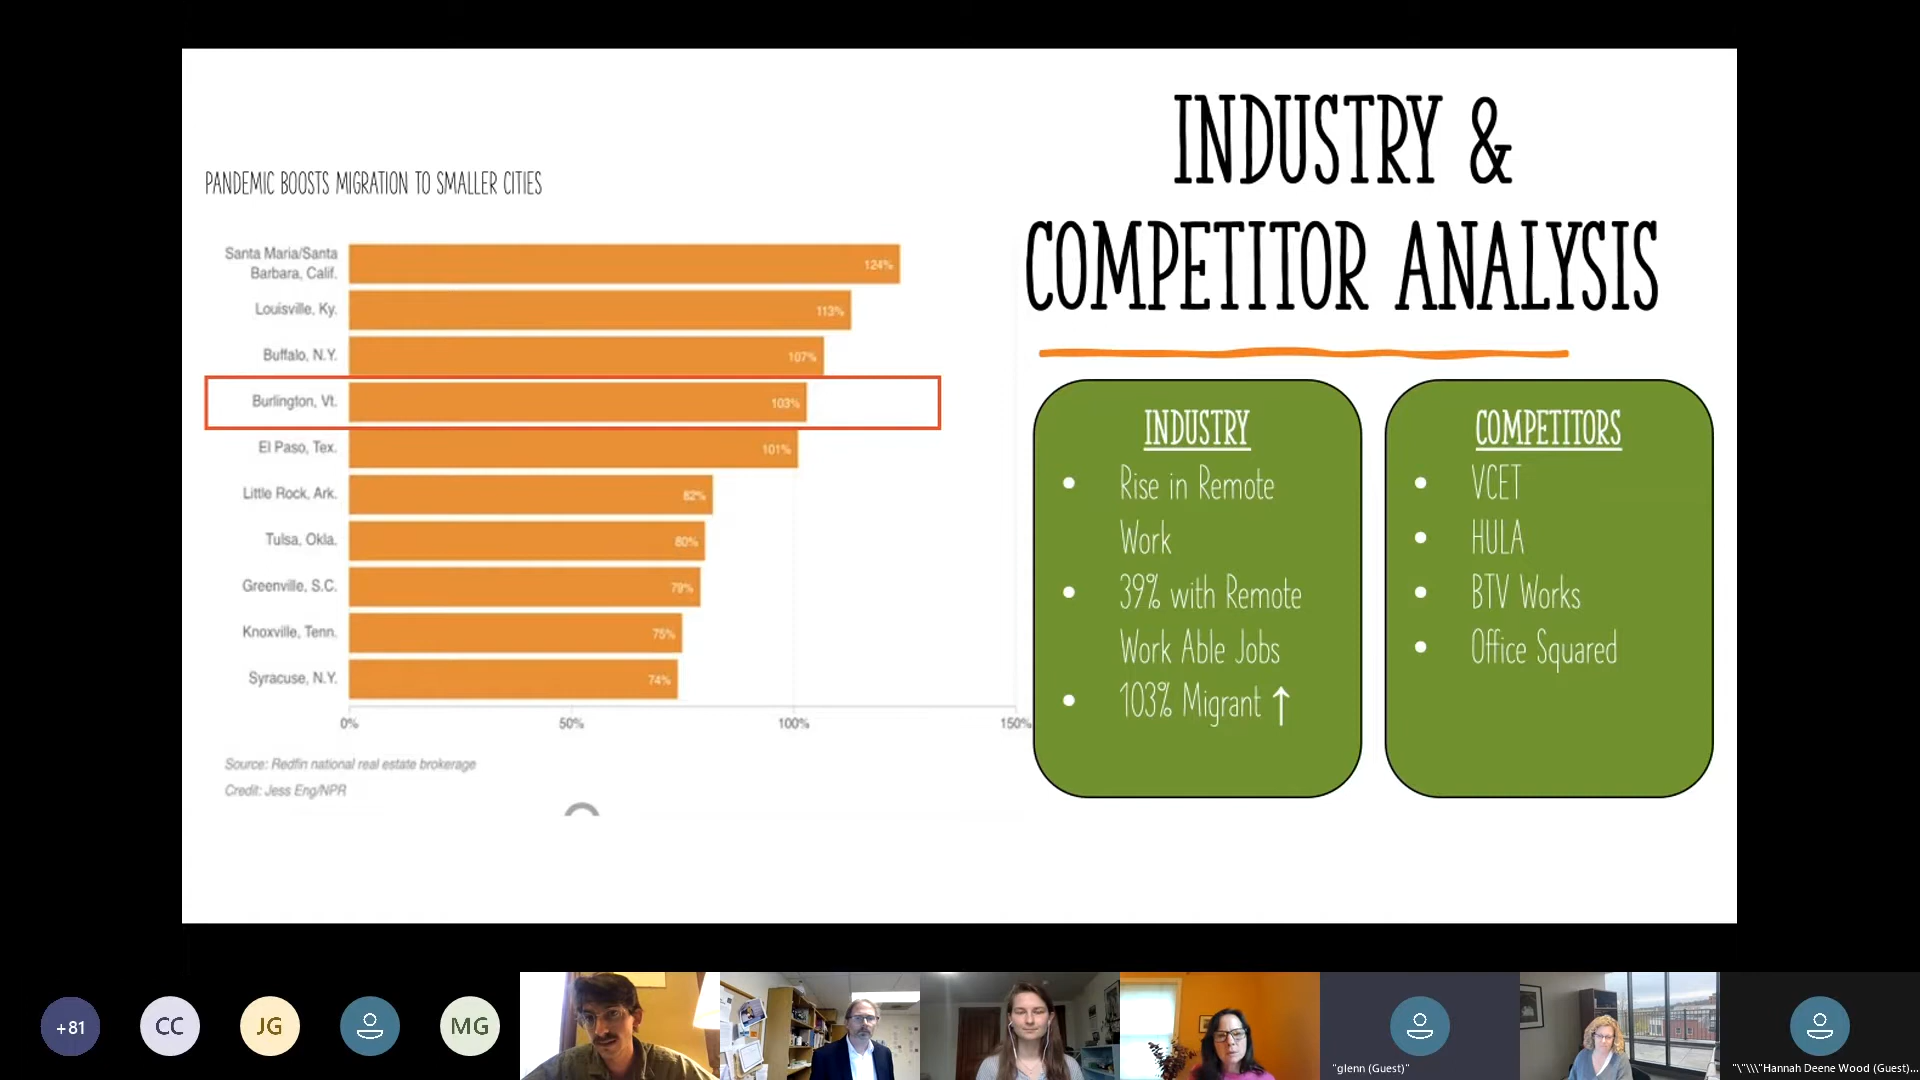 INDUSTRY &
COMPETITOR ANALYSIS
PANDEMIC BOOSTS MIGRATION TO SMALLER CITIES
Santa Maria/Santa
Barbara, Calif.
124%
Louisville, Ky.
113%
Buffalo, N.Y.
107%
Burlington, Vt.
103%
El Paso, Tex.
101%
Little Rock, Ark.
82%
Tulsa, Okla.
80%
Greenville, S.C.
79%
Knoxville, Tenn.
75%
Syracuse, N.Y.
74%
0%
50%
100%
150%
Source: Redfin national real estate brokerage
Credit: Jess Eng/NPR
INDUSTRY
• Rise in Remote
Work
• 39% with Remote
Work Able Jobs
• 103% Migrant ↑
COMPETITORS
• VCET
• HULA
• BTV Works
• Office Squared
+81
CC
JG
MG
"glenn (Guest)"
"\"\\\"Hannah Deene Wood (Guest)...